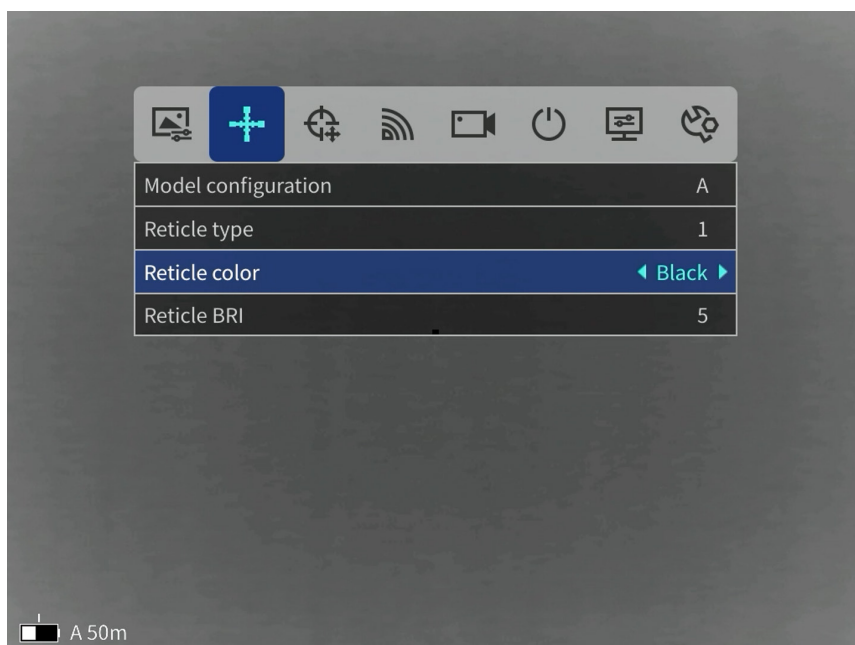 Model configuration A
Reticle type 1
Reticle color Black
Reticle BRI 5
A 50m